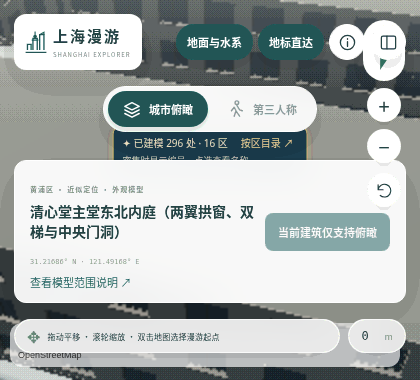 上海漫游
SHANGHAI EXPLORER
地面与水系
地标直达
城市俯瞰
第三人称
✦ 已建模 296 处 · 16 区 按区目录 ↗
黄浦区 · 近似定位 · 外观模型
清心堂主堂东北内庭（两翼拱窗、双
梯与中央门洞）
当前建筑仅支持俯瞰
31.21686° N · 121.49168° E
查看模型范围说明 ↗
拖动平移 · 滚轮缩放 · 双击地图选择漫游起点
0 m
OpenStreetMap